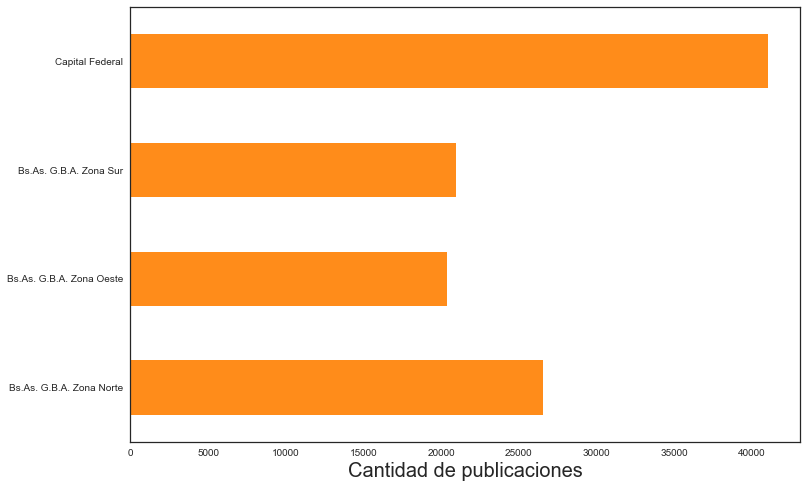 Capital Federal
Bs.As. G.B.A. Zona Sur
Bs.As. G.B.A. Zona Oeste
Bs.As. G.B.A. Zona Norte
0 5000 10000 15000 20000 25000 30000 35000 40000
Cantidad de publicaciones